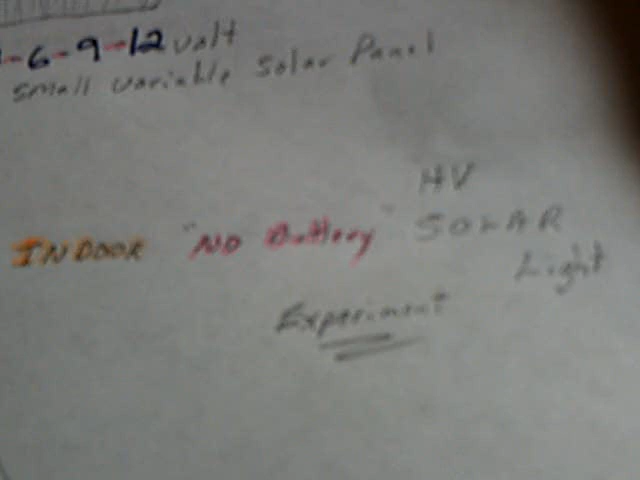 -6-9-12 volt
small variable Solar Panel
HV
INDOOR "NO Battery" SOLAR
Light
Experiment